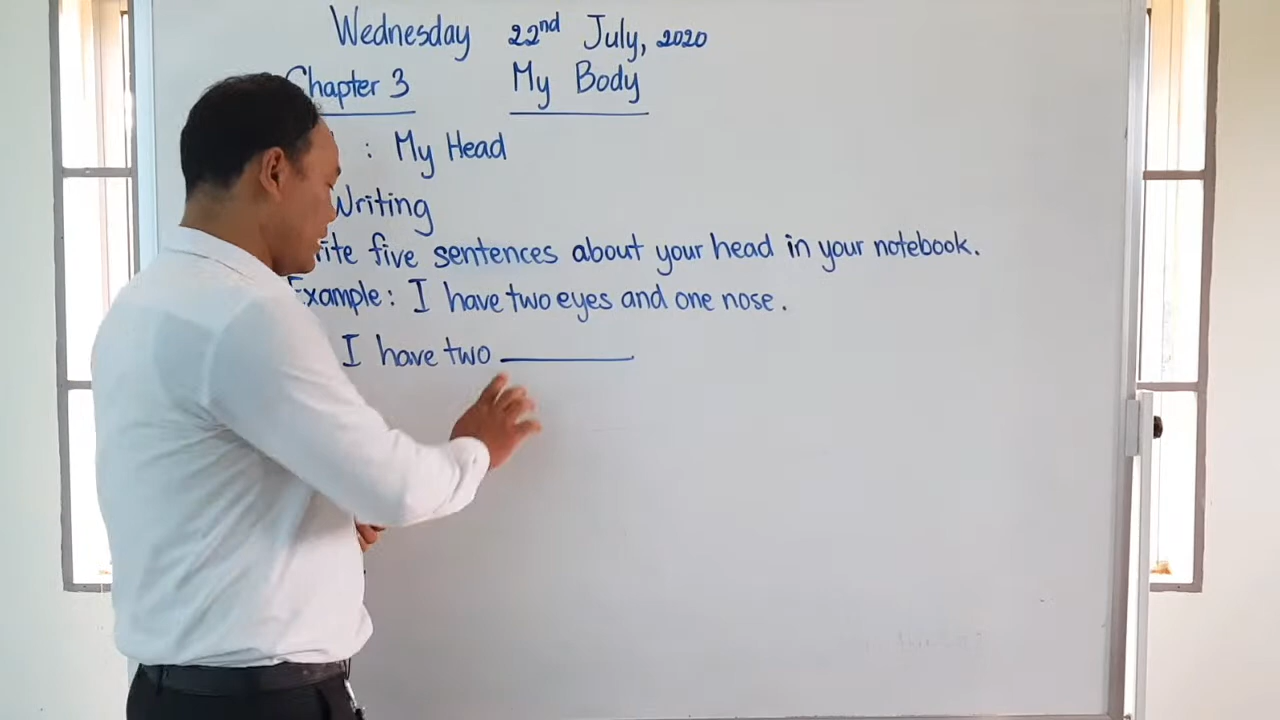 Wednesday 22nd July, 2020
Chapter 3 My Body
: My Head
Writing
five sentences about your head in your notebook.
Example: I have two eyes and one nose.
I have two ________